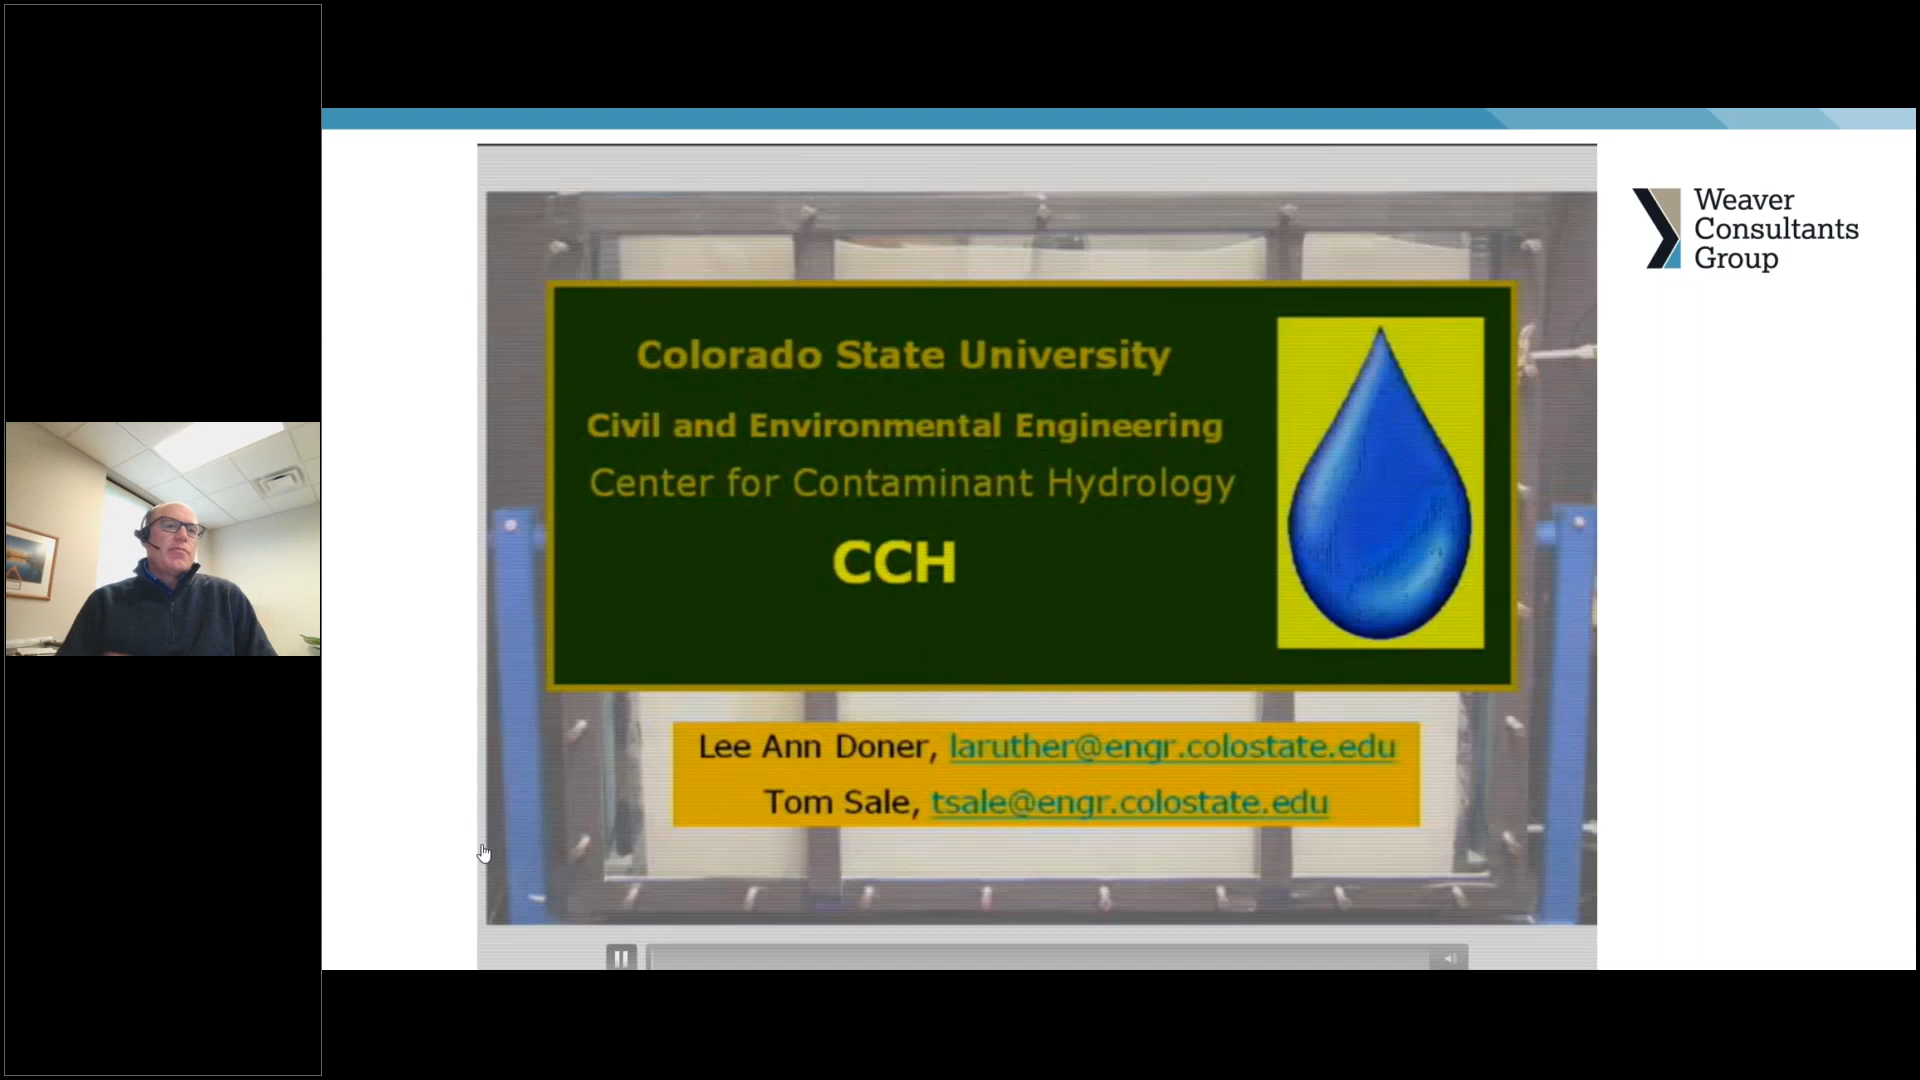 Weaver
Consultants
Group
Colorado State University
Civil and Environmental Engineering
Center for Contaminant Hydrology
CCH
Lee Ann Doner, laruther@engr.colostate.edu
Tom Sale, tsale@engr.colostate.edu